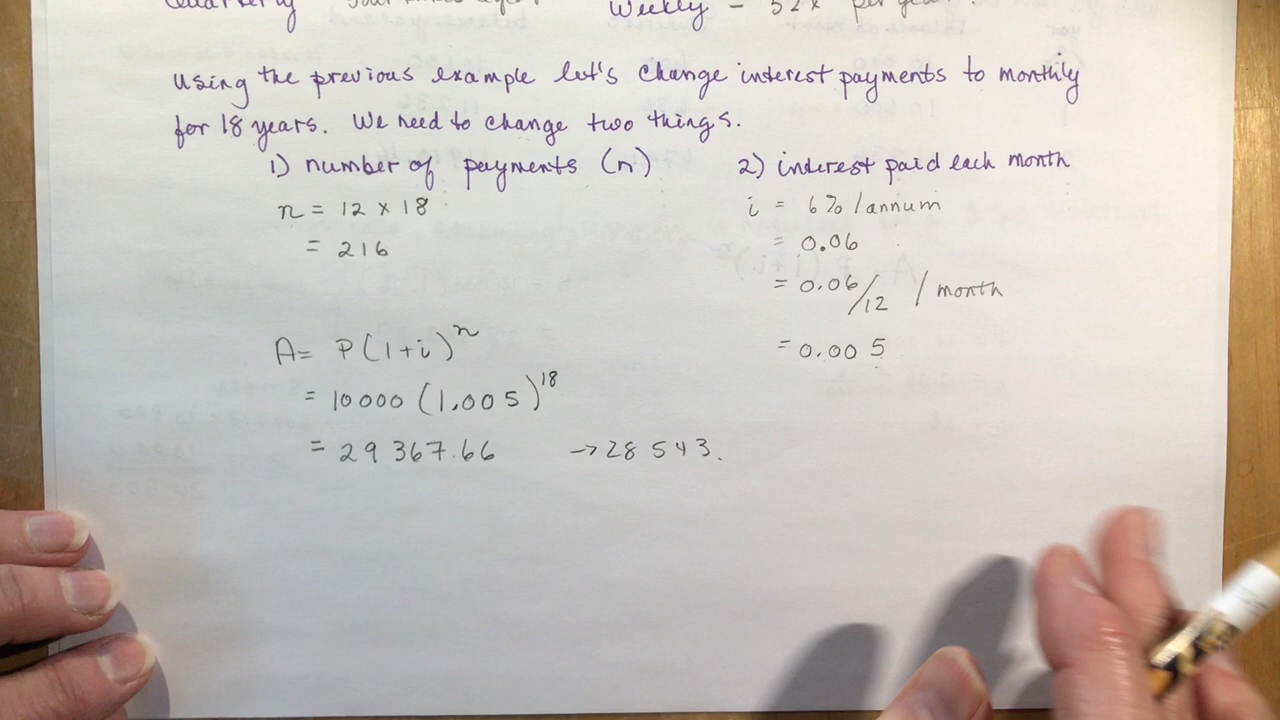 Quarterly Weekly - 52x per year.
Using the previous example let's change interest payments to monthly
for 18 years. We need to change two things.
1) number of payments (n)
n = 12 x 18
= 216
2) interest paid each month
i = 6% / annum
= 0.06
= 0.06/12 / month
= 0.005
A = P(1+i)^n
= 10000 (1.005)^18
= 29 367.66 → 28 543.